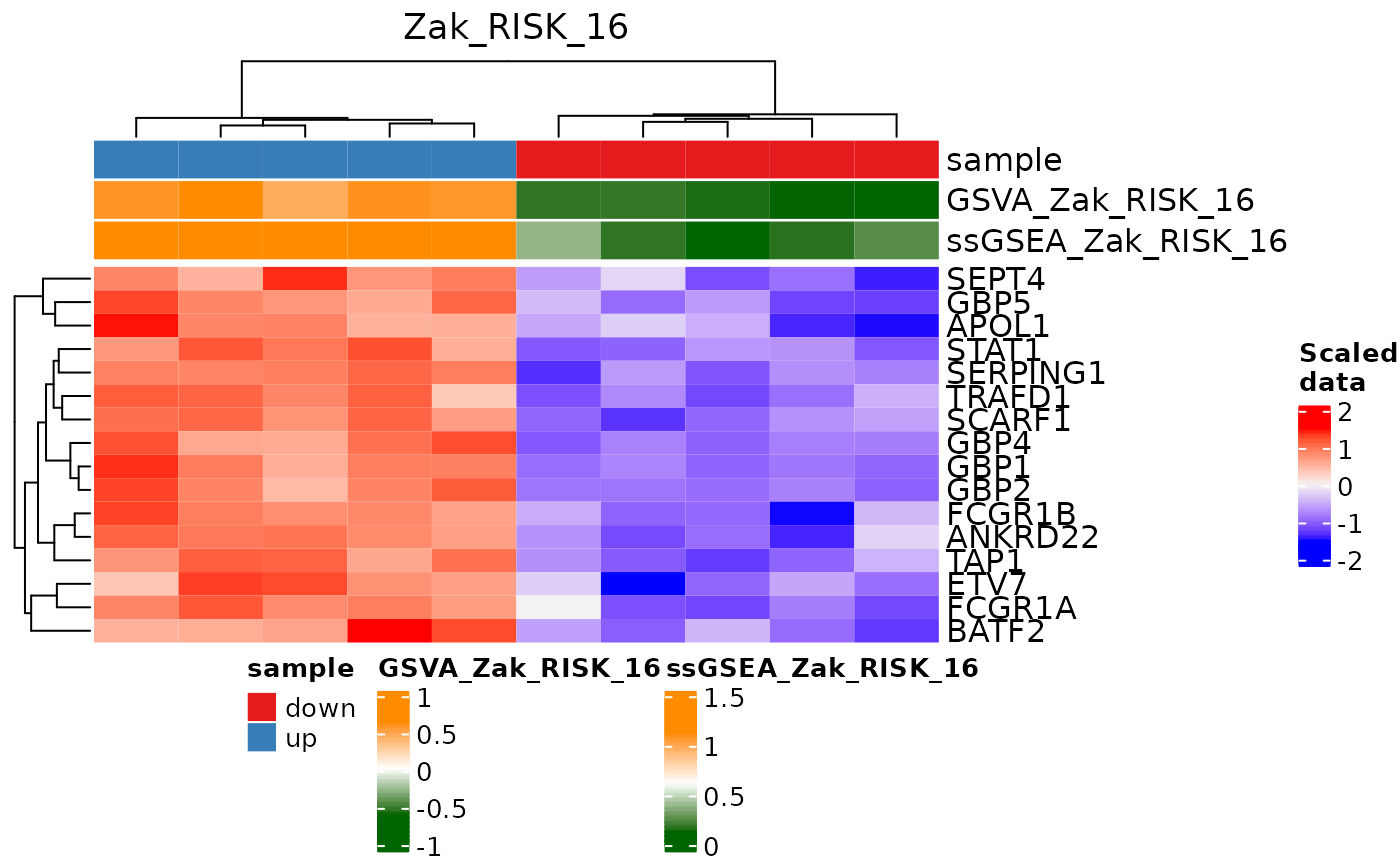 Zak_RISK_16
sample
GSVA_Zak_RISK_16
ssGSEA_Zak_RISK_16
SEPT4
GBP5
APOL1
STAT1
SERPING1
TRAFD1
SCARF1
GBP4
GBP1
GBP2
FCGR1B
ANKRD22
TAP1
ETV7
FCGR1A
BATF2
Scaled
data
2
1
0
-1
-2
sample
down
up
GSVA_Zak_RISK_16
1
0.5
0
-0.5
-1
ssGSEA_Zak_RISK_16
1.5
1
0.5
0